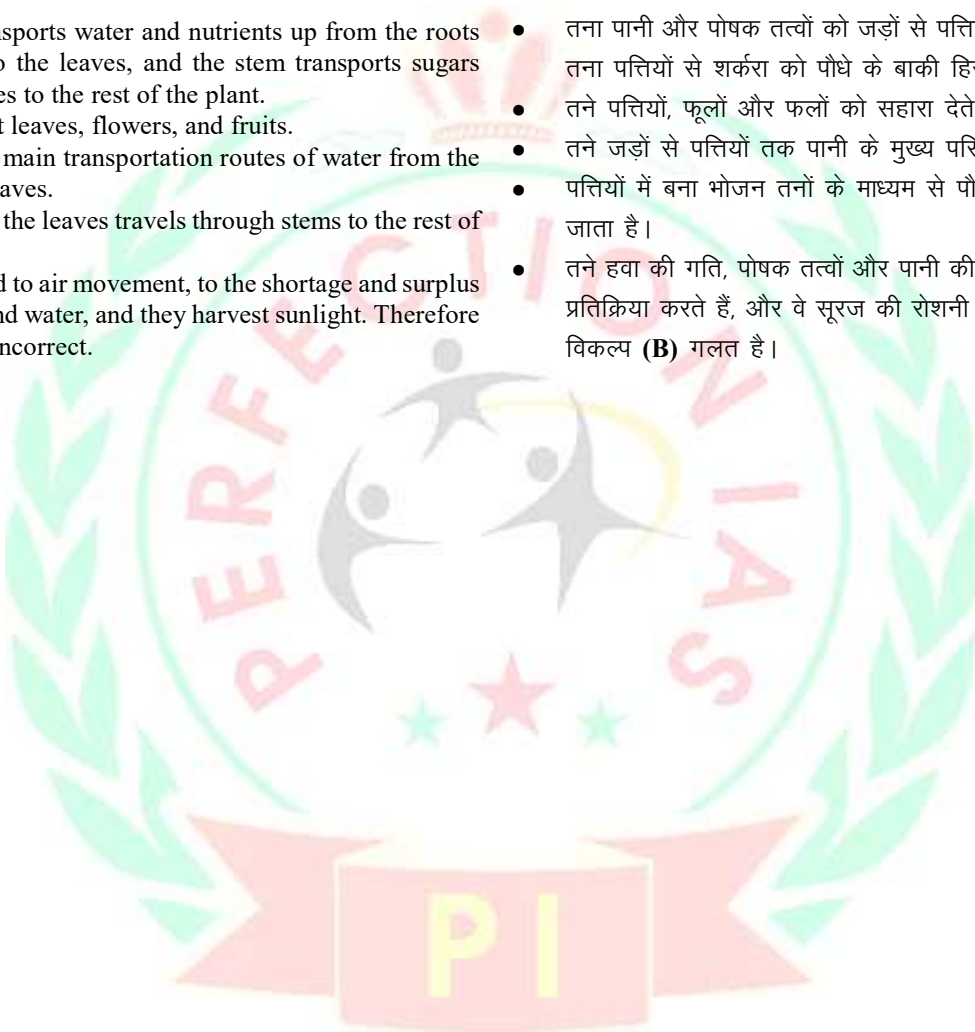 nsports water and nutrients up from the roots
o the leaves, and the stem transports sugars
es to the rest of the plant.
t leaves, flowers, and fruits.
main transportation routes of water from the
aves.
the leaves travels through stems to the rest of
d to air movement, to the shortage and surplus
nd water, and they harvest sunlight. Therefore
ncorrect.
• तना पानी और पोषक तत्वों को जड़ों से पत्ति
तना पत्तियों से शर्करा को पौधे के बाकी हि
• तने पत्तियों, फूलों और फलों को सहारा देते
• तने जड़ों से पत्तियों तक पानी के मुख्य परि
• पत्तियों में बना भोजन तनों के माध्यम से पौ
जाता है।
• तने हवा की गति, पोषक तत्वों और पानी की
प्रतिक्रिया करते हैं, और वे सूरज की रोशनी
विकल्प (B) गलत है।
PERFECTION IAS
PI